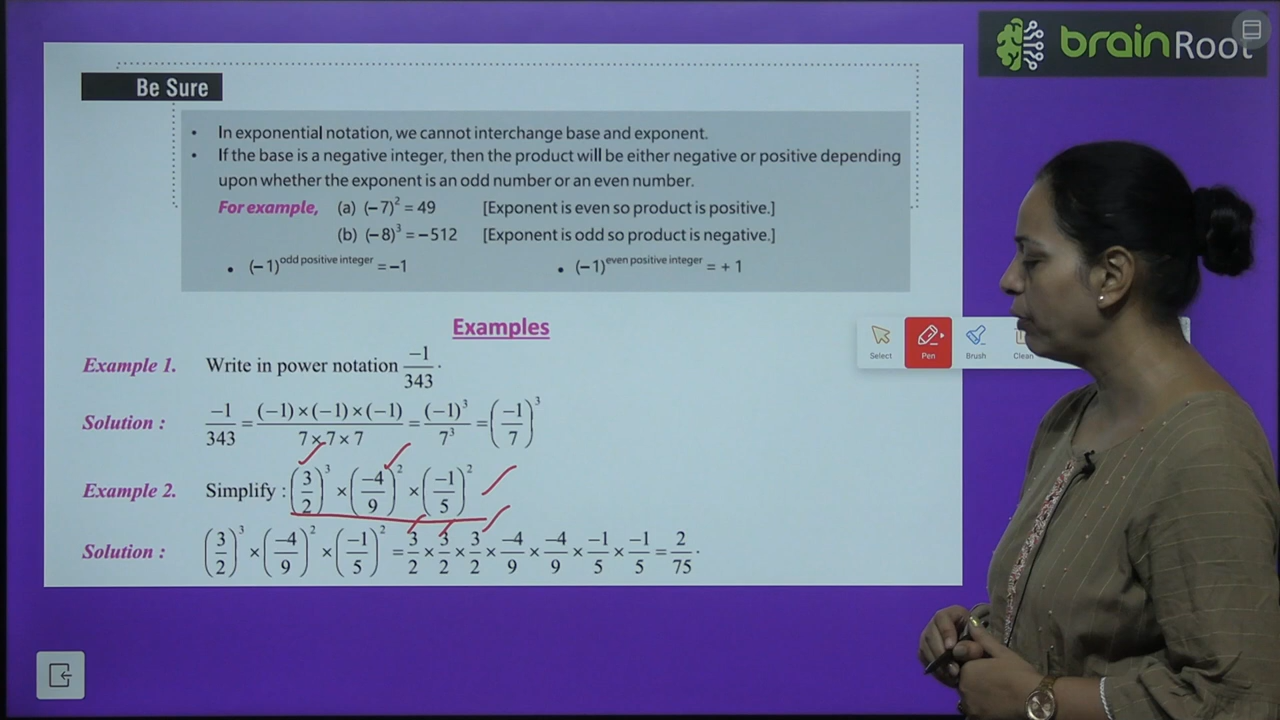 brainRoot
Be Sure
• In exponential notation, we cannot interchange base and exponent.
• If the base is a negative integer, then the product will be either negative or positive depending
upon whether the exponent is an odd number or an even number.
For example, (a) (−7)² = 49 [Exponent is even so product is positive.]
(b) (−8)³ = −512 [Exponent is odd so product is negative.]
• (−1)^odd positive integer = −1 • (−1)^even positive integer = + 1
Examples
Example 1. Write in power notation −1/343.
Solution : −1/343 = (−1)×(−1)×(−1)/7×7×7 = (−1)³/7³ = (−1/7)³
Example 2. Simplify : (3/2)³ × (−4/9)² × (−1/5)²
Solution : (3/2)³ × (−4/9)² × (−1/5)² = 3/2 × 3/2 × 3/2 × −4/9 × −4/9 × −1/5 × −1/5 = 2/75.
Select Pen Brush Clean